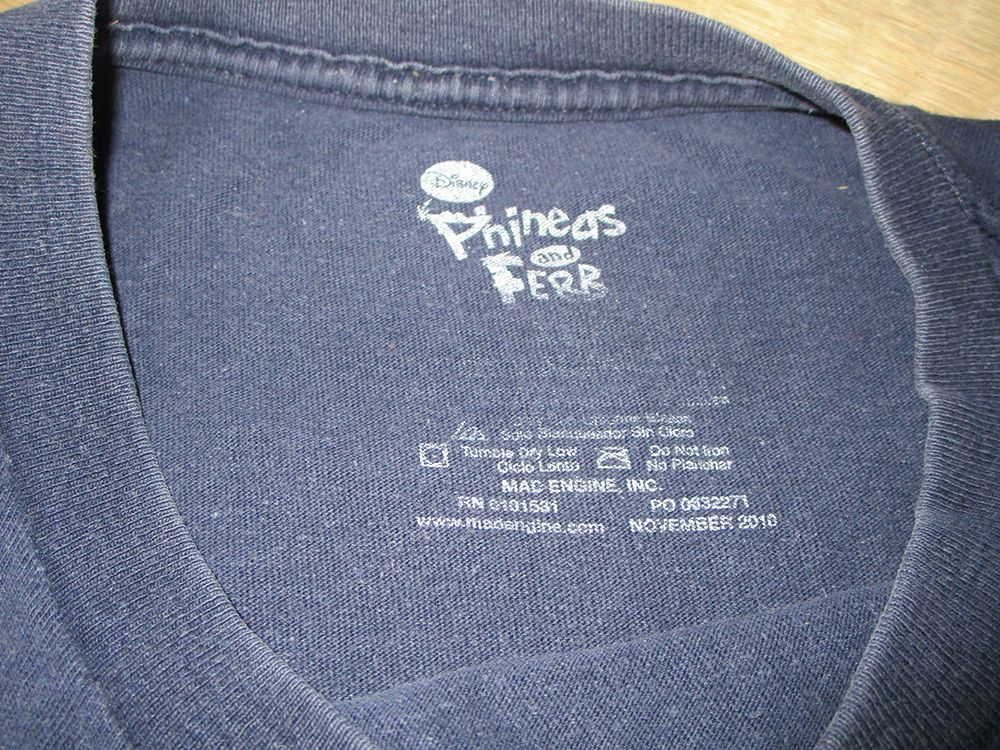 Disney
Phineas
and
FERB
Solo Blanqueador Sin Cloro
Tumble Dry Low
Ciclo Lento
Do Not Iron
No Planchar
MAD ENGINE, INC.
RN 0101531 PO 0632271
www.madengine.com NOVEMBER 2010